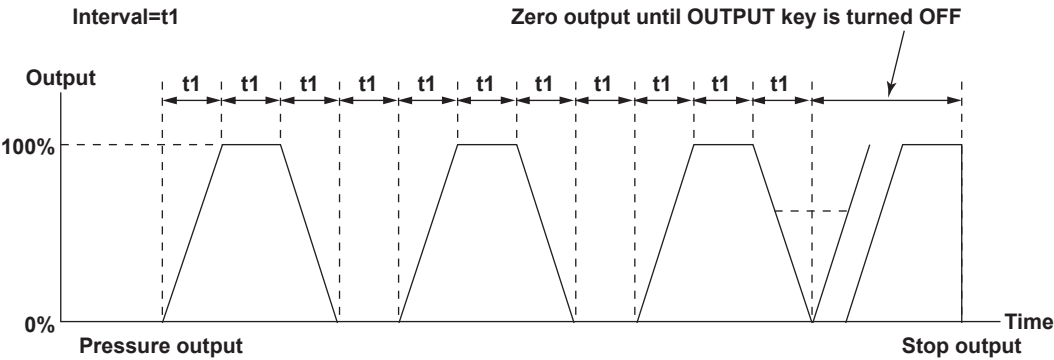 Interval=t1
Zero output until OUTPUT key is turned OFF
Output
t1 t1 t1 t1 t1 t1 t1 t1 t1 t1 t1
100%
0%
Time
Pressure output
Stop output